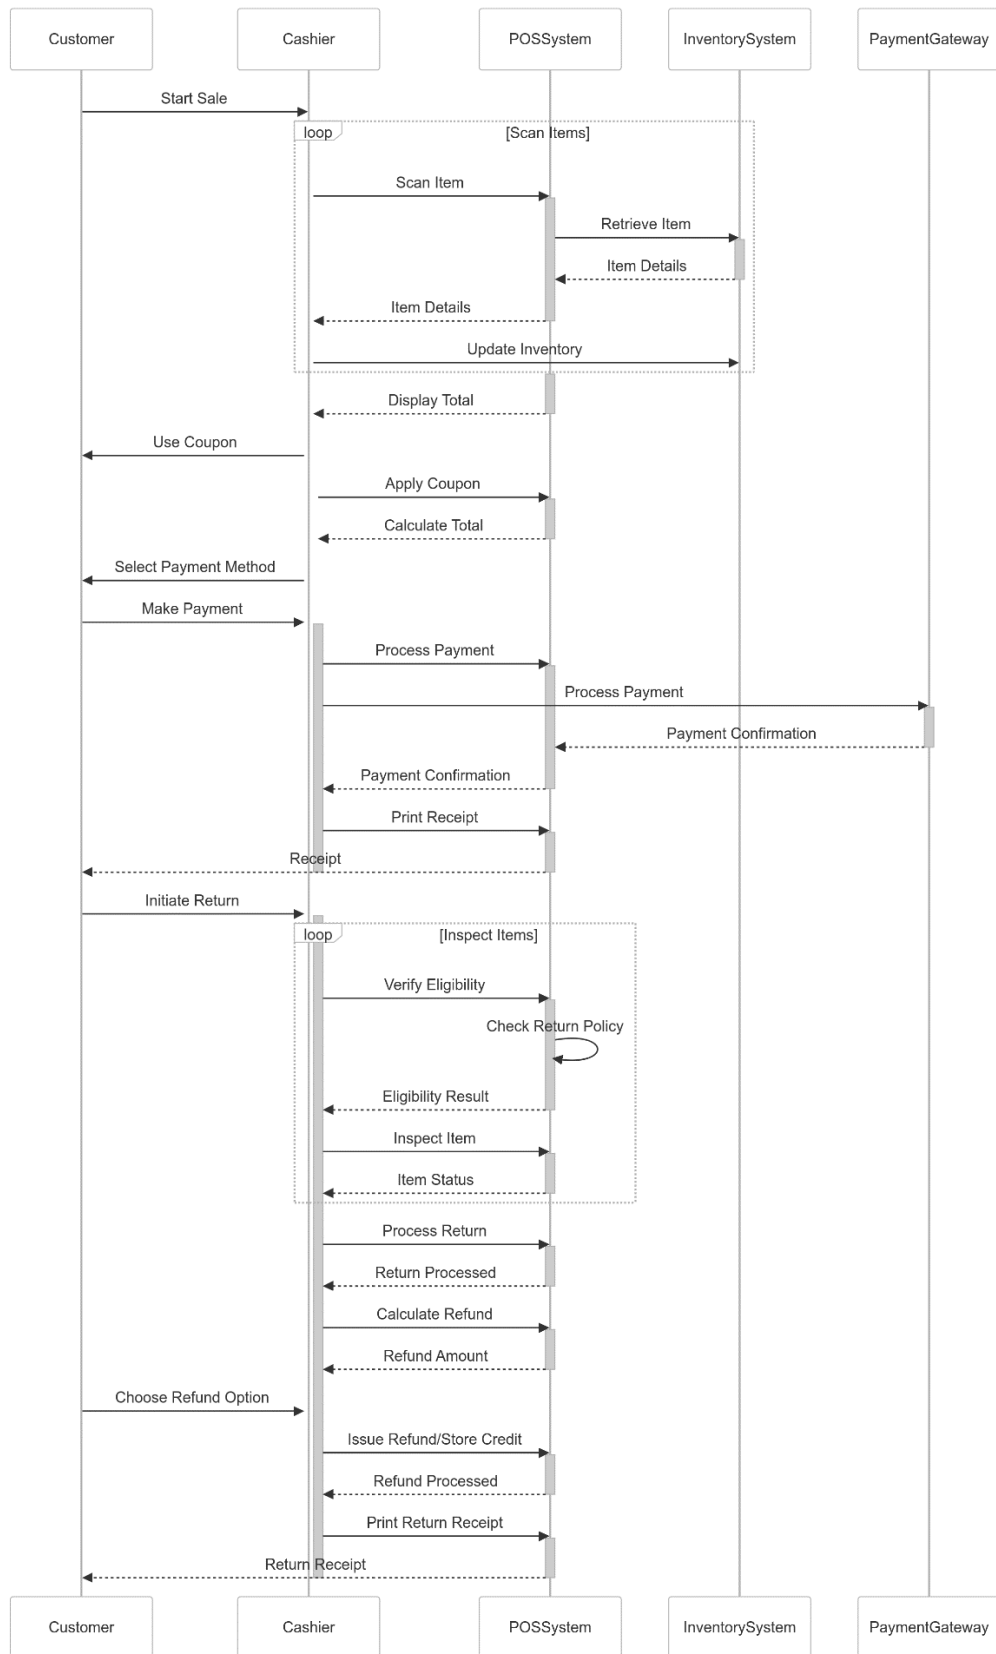 Customer
Cashier
POSSystem
InventorySystem
PaymentGateway
Start Sale
loop
[Scan Items]
Scan Item
Retrieve Item
Item Details
Item Details
Update Inventory
Display Total
Use Coupon
Apply Coupon
Calculate Total
Select Payment Method
Make Payment
Process Payment
Process Payment
Payment Confirmation
Payment Confirmation
Print Receipt
Receipt
Initiate Return
loop
[Inspect Items]
Verify Eligibility
Check Return Policy
Eligibility Result
Inspect Item
Item Status
Process Return
Return Processed
Calculate Refund
Refund Amount
Choose Refund Option
Issue Refund/Store Credit
Refund Processed
Print Return Receipt
Return Receipt
Customer
Cashier
POSSystem
InventorySystem
PaymentGateway